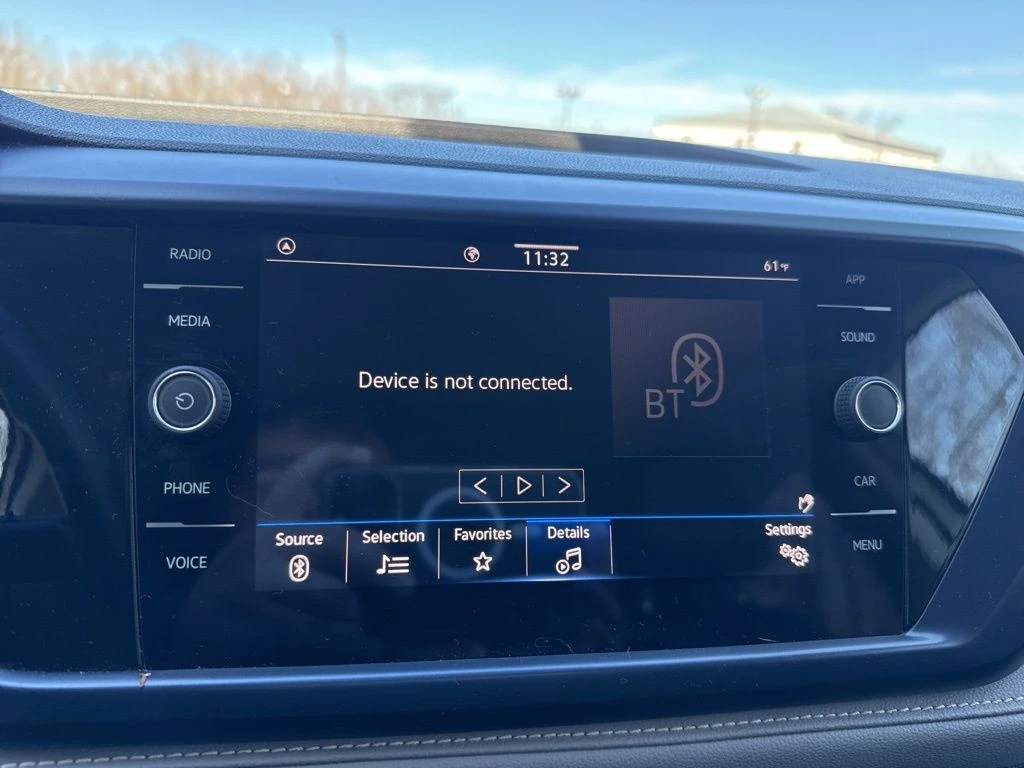 RADIO
MEDIA
PHONE
VOICE
11:32
61°F
Device is not connected.
BT
Source
Selection
Favorites
Details
Settings
APP
SOUND
CAR
MENU